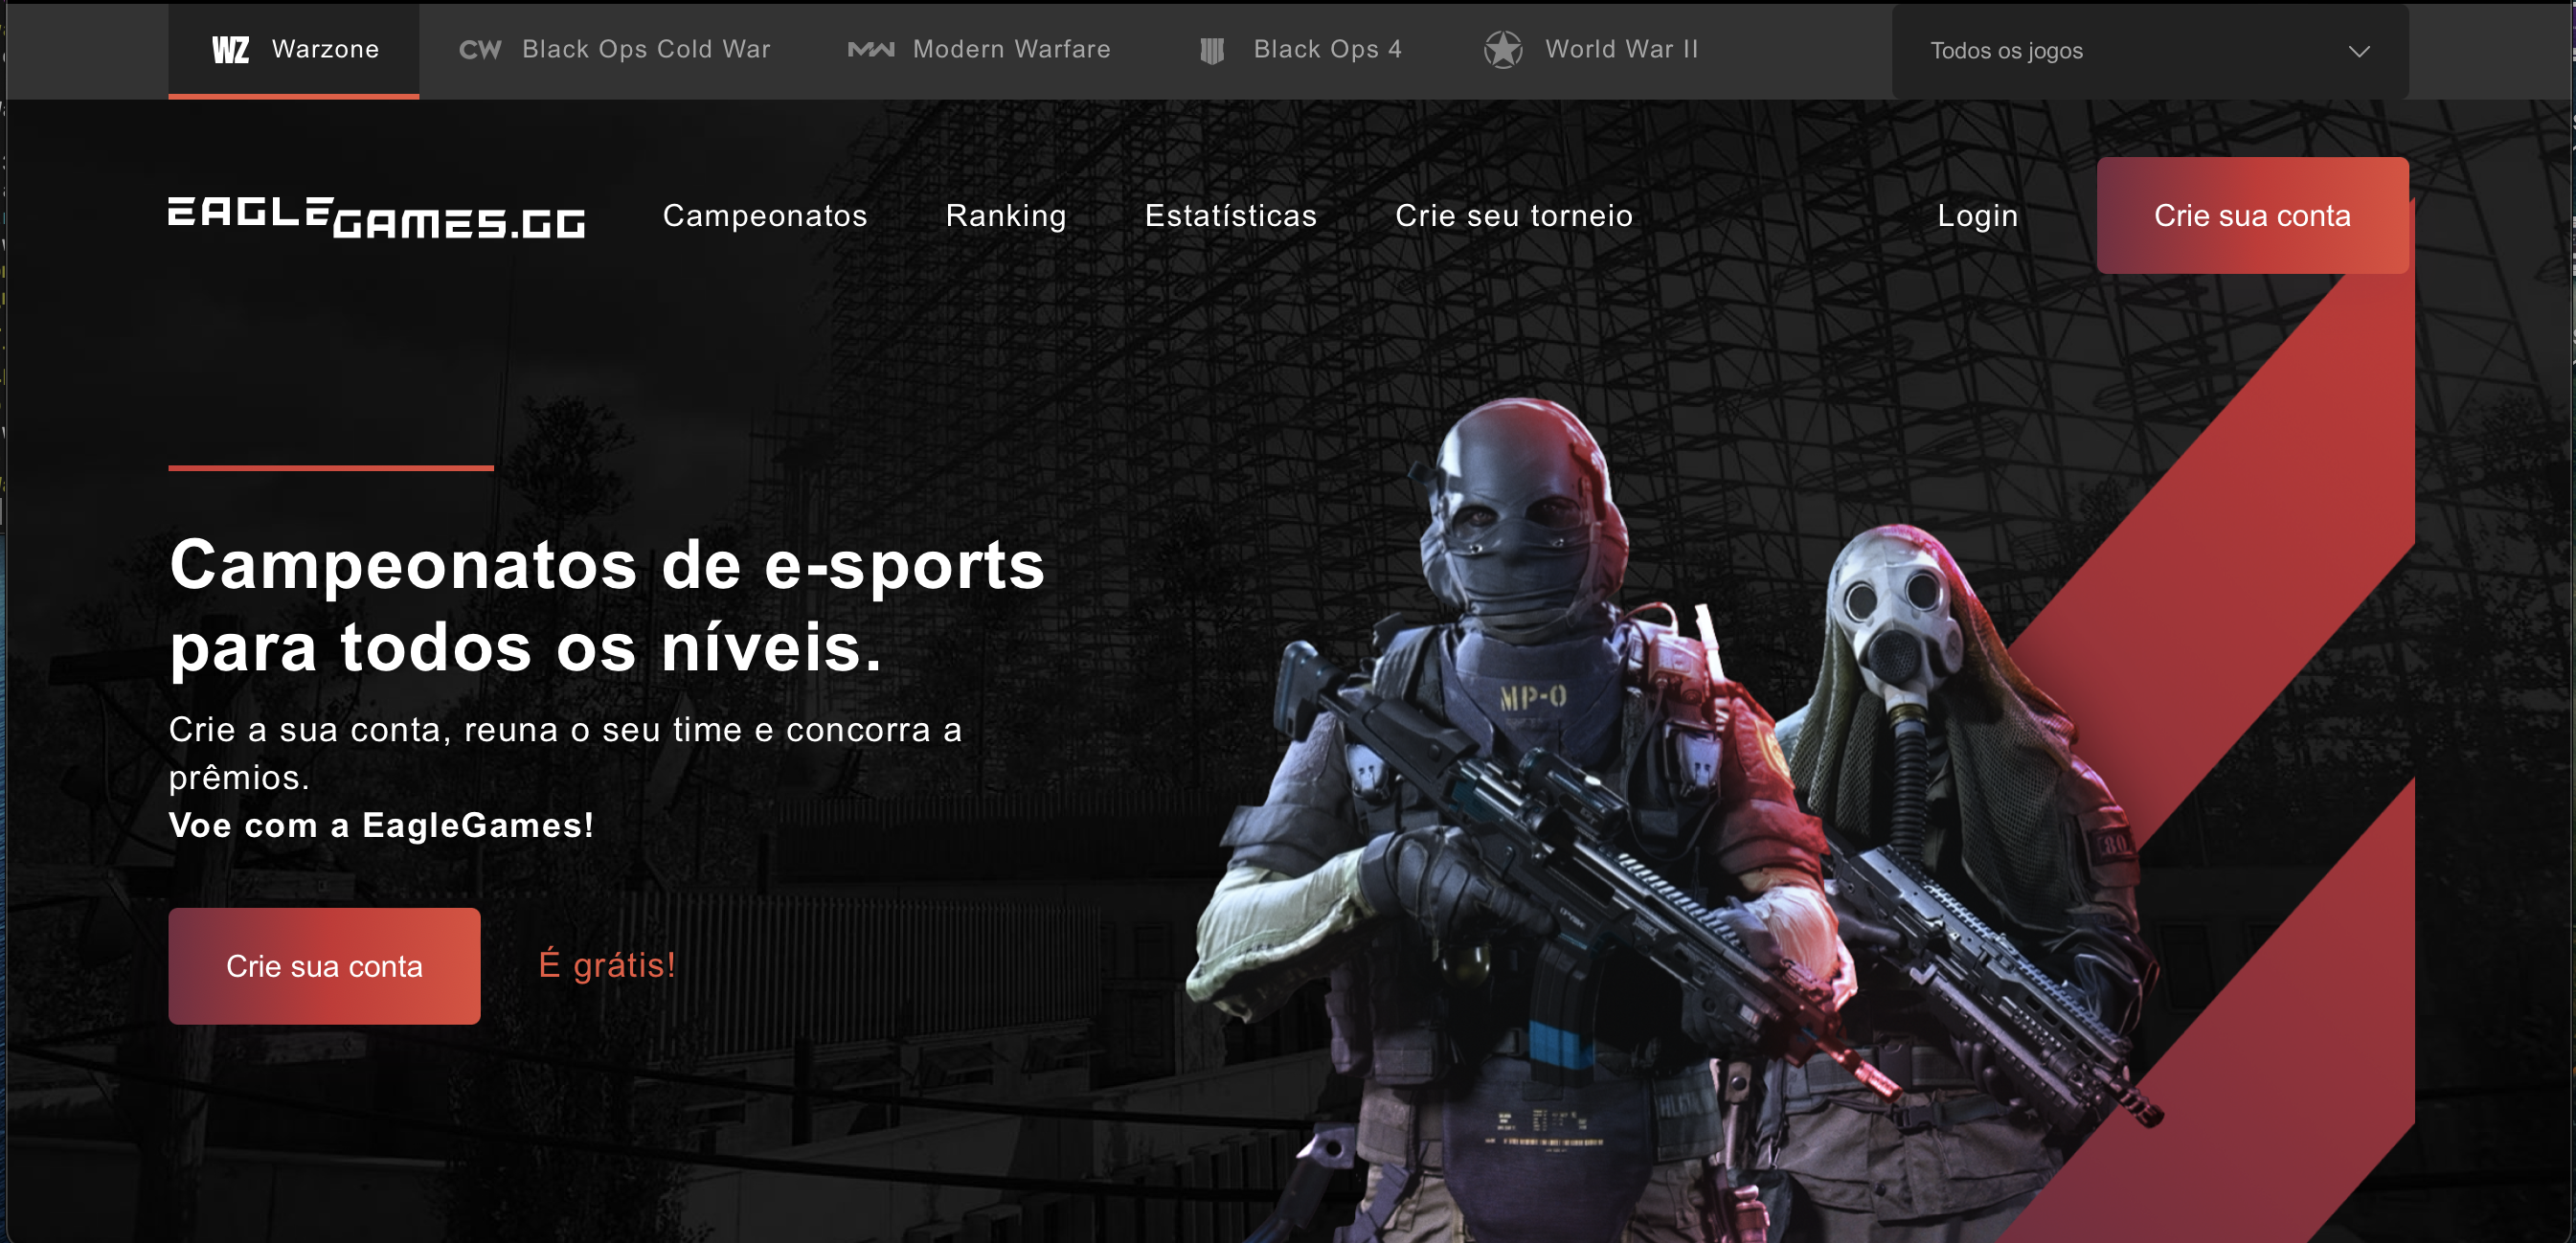 WZ Warzone
CW Black Ops Cold War
MW Modern Warfare
Black Ops 4
World War II
Todos os jogos
EAGLEGAMES.GG
Campeonatos
Ranking
Estatísticas
Crie seu torneio
Login
Crie sua conta
Campeonatos de e-sports
para todos os níveis.
Crie a sua conta, reuna o seu time e concorra a
prêmios.
Voe com a EagleGames!
Crie sua conta
É grátis!
MP-0
80